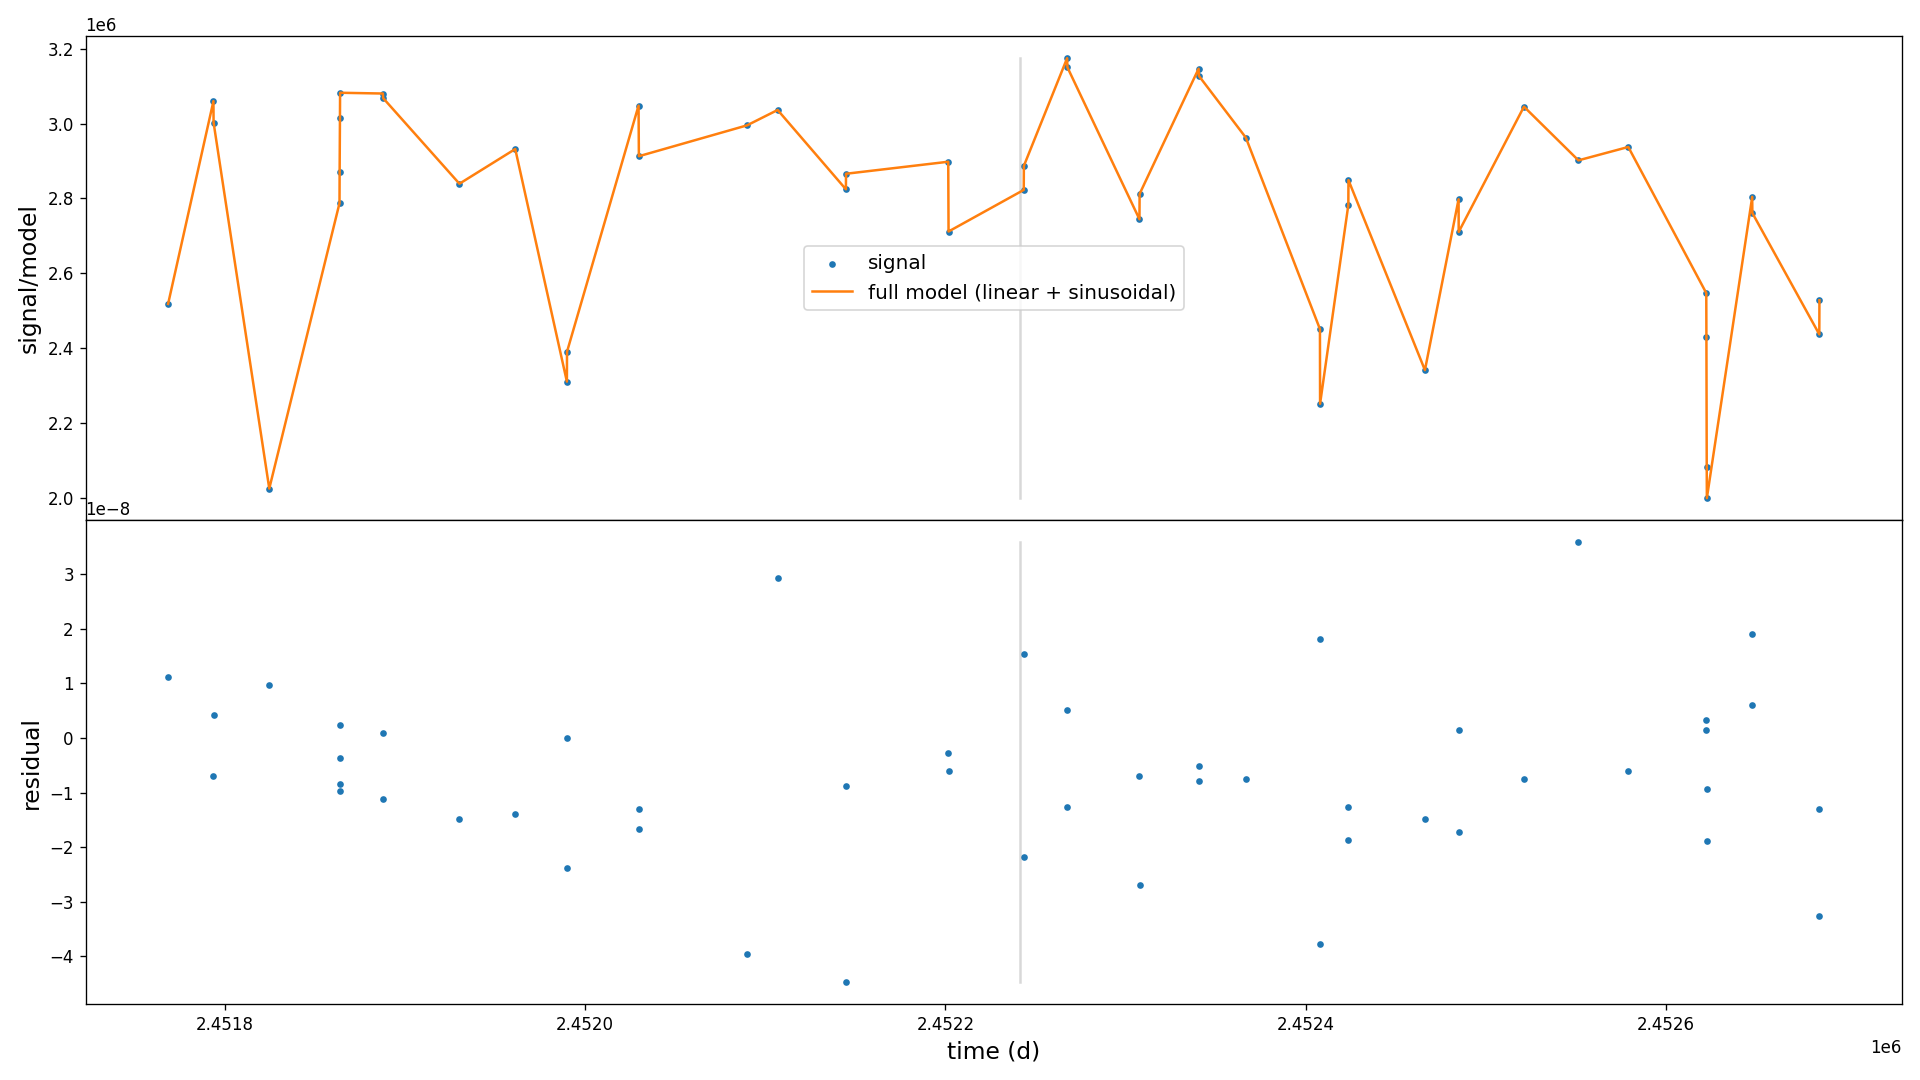 1e6
3.2
3.0
2.8
2.6
2.4
2.2
2.0
signal/model
signal
full model (linear + sinusoidal)
1e−8
3
2
1
0
−1
−2
−3
−4
residual
2.4518
2.4520
2.4522
2.4524
2.4526
1e6
time (d)